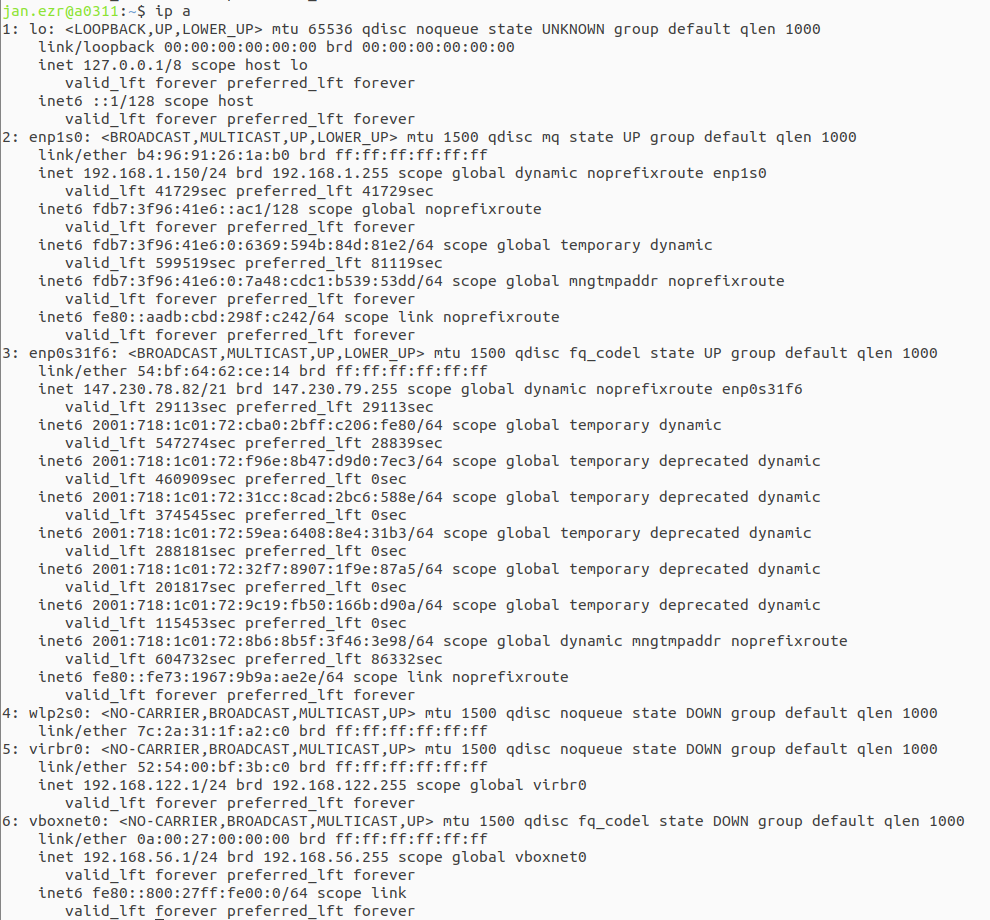 jan.ezr@a0311:~$ ip a
1: lo: <LOOPBACK,UP,LOWER_UP> mtu 65536 qdisc noqueue state UNKNOWN group default qlen 1000
    link/loopback 00:00:00:00:00:00 brd 00:00:00:00:00:00
    inet 127.0.0.1/8 scope host lo
       valid_lft forever preferred_lft forever
    inet6 ::1/128 scope host
       valid_lft forever preferred_lft forever
2: enp1s0: <BROADCAST,MULTICAST,UP,LOWER_UP> mtu 1500 qdisc mq state UP group default qlen 1000
    link/ether b4:96:91:26:1a:b0 brd ff:ff:ff:ff:ff:ff
    inet 192.168.1.150/24 brd 192.168.1.255 scope global dynamic noprefixroute enp1s0
       valid_lft 41729sec preferred_lft 41729sec
    inet6 fdb7:3f96:41e6::ac1/128 scope global noprefixroute
       valid_lft forever preferred_lft forever
    inet6 fdb7:3f96:41e6:0:6369:594b:84d:81e2/64 scope global temporary dynamic
       valid_lft 599519sec preferred_lft 81119sec
    inet6 fdb7:3f96:41e6:0:7a48:cdc1:b539:53dd/64 scope global mngtmpaddr noprefixroute
       valid_lft forever preferred_lft forever
    inet6 fe80::aadb:cbd:298f:c242/64 scope link noprefixroute
       valid_lft forever preferred_lft forever
3: enp0s31f6: <BROADCAST,MULTICAST,UP,LOWER_UP> mtu 1500 qdisc fq_codel state UP group default qlen 1000
    link/ether 54:bf:64:62:ce:14 brd ff:ff:ff:ff:ff:ff
    inet 147.230.78.82/21 brd 147.230.79.255 scope global dynamic noprefixroute enp0s31f6
       valid_lft 29113sec preferred_lft 29113sec
    inet6 2001:718:1c01:72:cba0:2bff:c206:fe80/64 scope global temporary dynamic
       valid_lft 547274sec preferred_lft 28839sec
    inet6 2001:718:1c01:72:f96e:8b47:d9d0:7ec3/64 scope global temporary deprecated dynamic
       valid_lft 460909sec preferred_lft 0sec
    inet6 2001:718:1c01:72:31cc:8cad:2bc6:588e/64 scope global temporary deprecated dynamic
       valid_lft 374545sec preferred_lft 0sec
    inet6 2001:718:1c01:72:59ea:6408:8e4:31b3/64 scope global temporary deprecated dynamic
       valid_lft 288181sec preferred_lft 0sec
    inet6 2001:718:1c01:72:32f7:8907:1f9e:87a5/64 scope global temporary deprecated dynamic
       valid_lft 201817sec preferred_lft 0sec
    inet6 2001:718:1c01:72:9c19:fb50:166b:d90a/64 scope global temporary deprecated dynamic
       valid_lft 115453sec preferred_lft 0sec
    inet6 2001:718:1c01:72:8b6:8b5f:3f46:3e98/64 scope global dynamic mngtmpaddr noprefixroute
       valid_lft 604732sec preferred_lft 86332sec
    inet6 fe80::fe73:1967:9b9a:ae2e/64 scope link noprefixroute
       valid_lft forever preferred_lft forever
4: wlp2s0: <NO-CARRIER,BROADCAST,MULTICAST,UP> mtu 1500 qdisc noqueue state DOWN group default qlen 1000
    link/ether 7c:2a:31:1f:a2:c0 brd ff:ff:ff:ff:ff:ff
5: virbr0: <NO-CARRIER,BROADCAST,MULTICAST,UP> mtu 1500 qdisc noqueue state DOWN group default qlen 1000
    link/ether 52:54:00:bf:3b:c0 brd ff:ff:ff:ff:ff:ff
    inet 192.168.122.1/24 brd 192.168.122.255 scope global virbr0
       valid_lft forever preferred_lft forever
6: vboxnet0: <NO-CARRIER,BROADCAST,MULTICAST,UP> mtu 1500 qdisc fq_codel state DOWN group default qlen 1000
    link/ether 0a:00:27:00:00:00 brd ff:ff:ff:ff:ff:ff
    inet 192.168.56.1/24 brd 192.168.56.255 scope global vboxnet0
       valid_lft forever preferred_lft forever
    inet6 fe80::800:27ff:fe00:0/64 scope link
       valid_lft forever preferred_lft forever